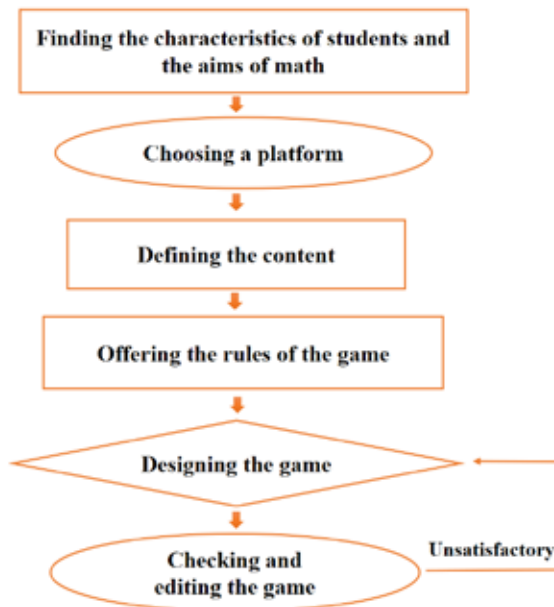 Finding the characteristics of students and
the aims of math
Choosing a platform
Defining the content
Offering the rules of the game
Designing the game
Checking and
editing the game
Unsatisfactory